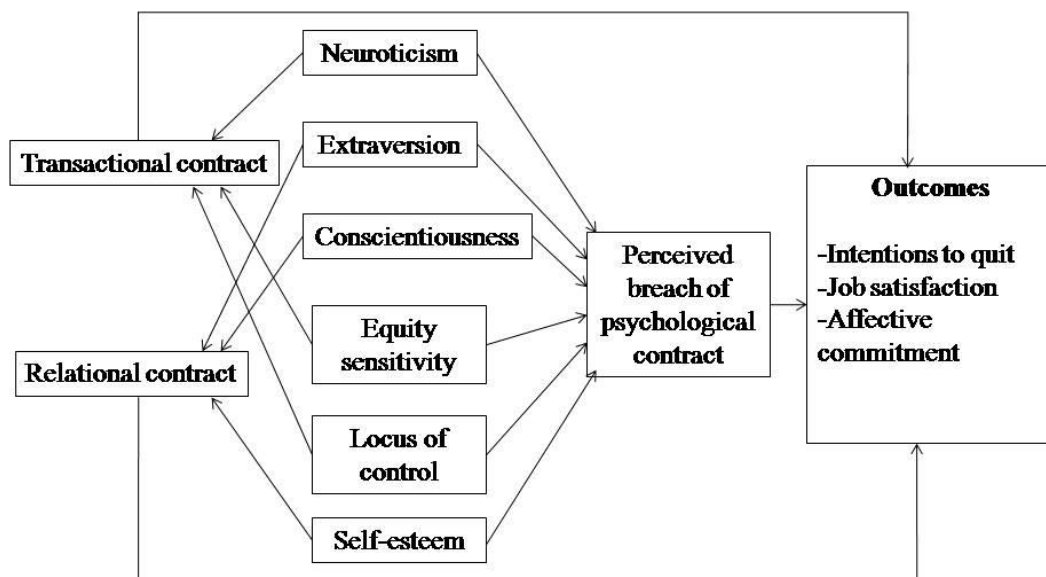 Neuroticism
Transactional contract
Extraversion
Conscientiousness
Equity
sensitivity
Relational contract
Locus of
control
Self-esteem
Perceived
breach of
psychological
contract
Outcomes
-Intentions to quit
-Job satisfaction
-Affective
commitment